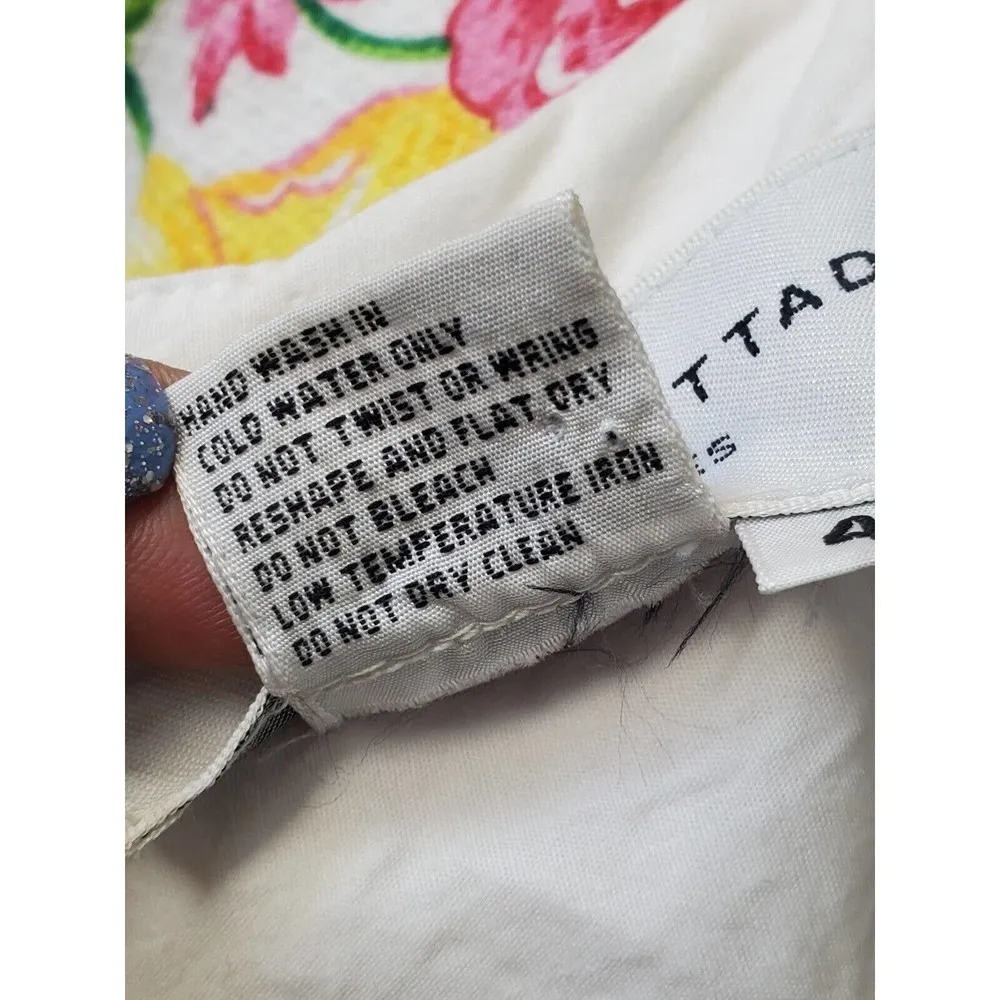 HAND WASH IN
COLD WATER ONLY
DO NOT TWIST OR WRING
RESHAPE AND FLAT DRY
DO NOT BLEACH
LOW TEMPERATURE IRON
DO NOT DRY CLEAN
TTAD
ES
4